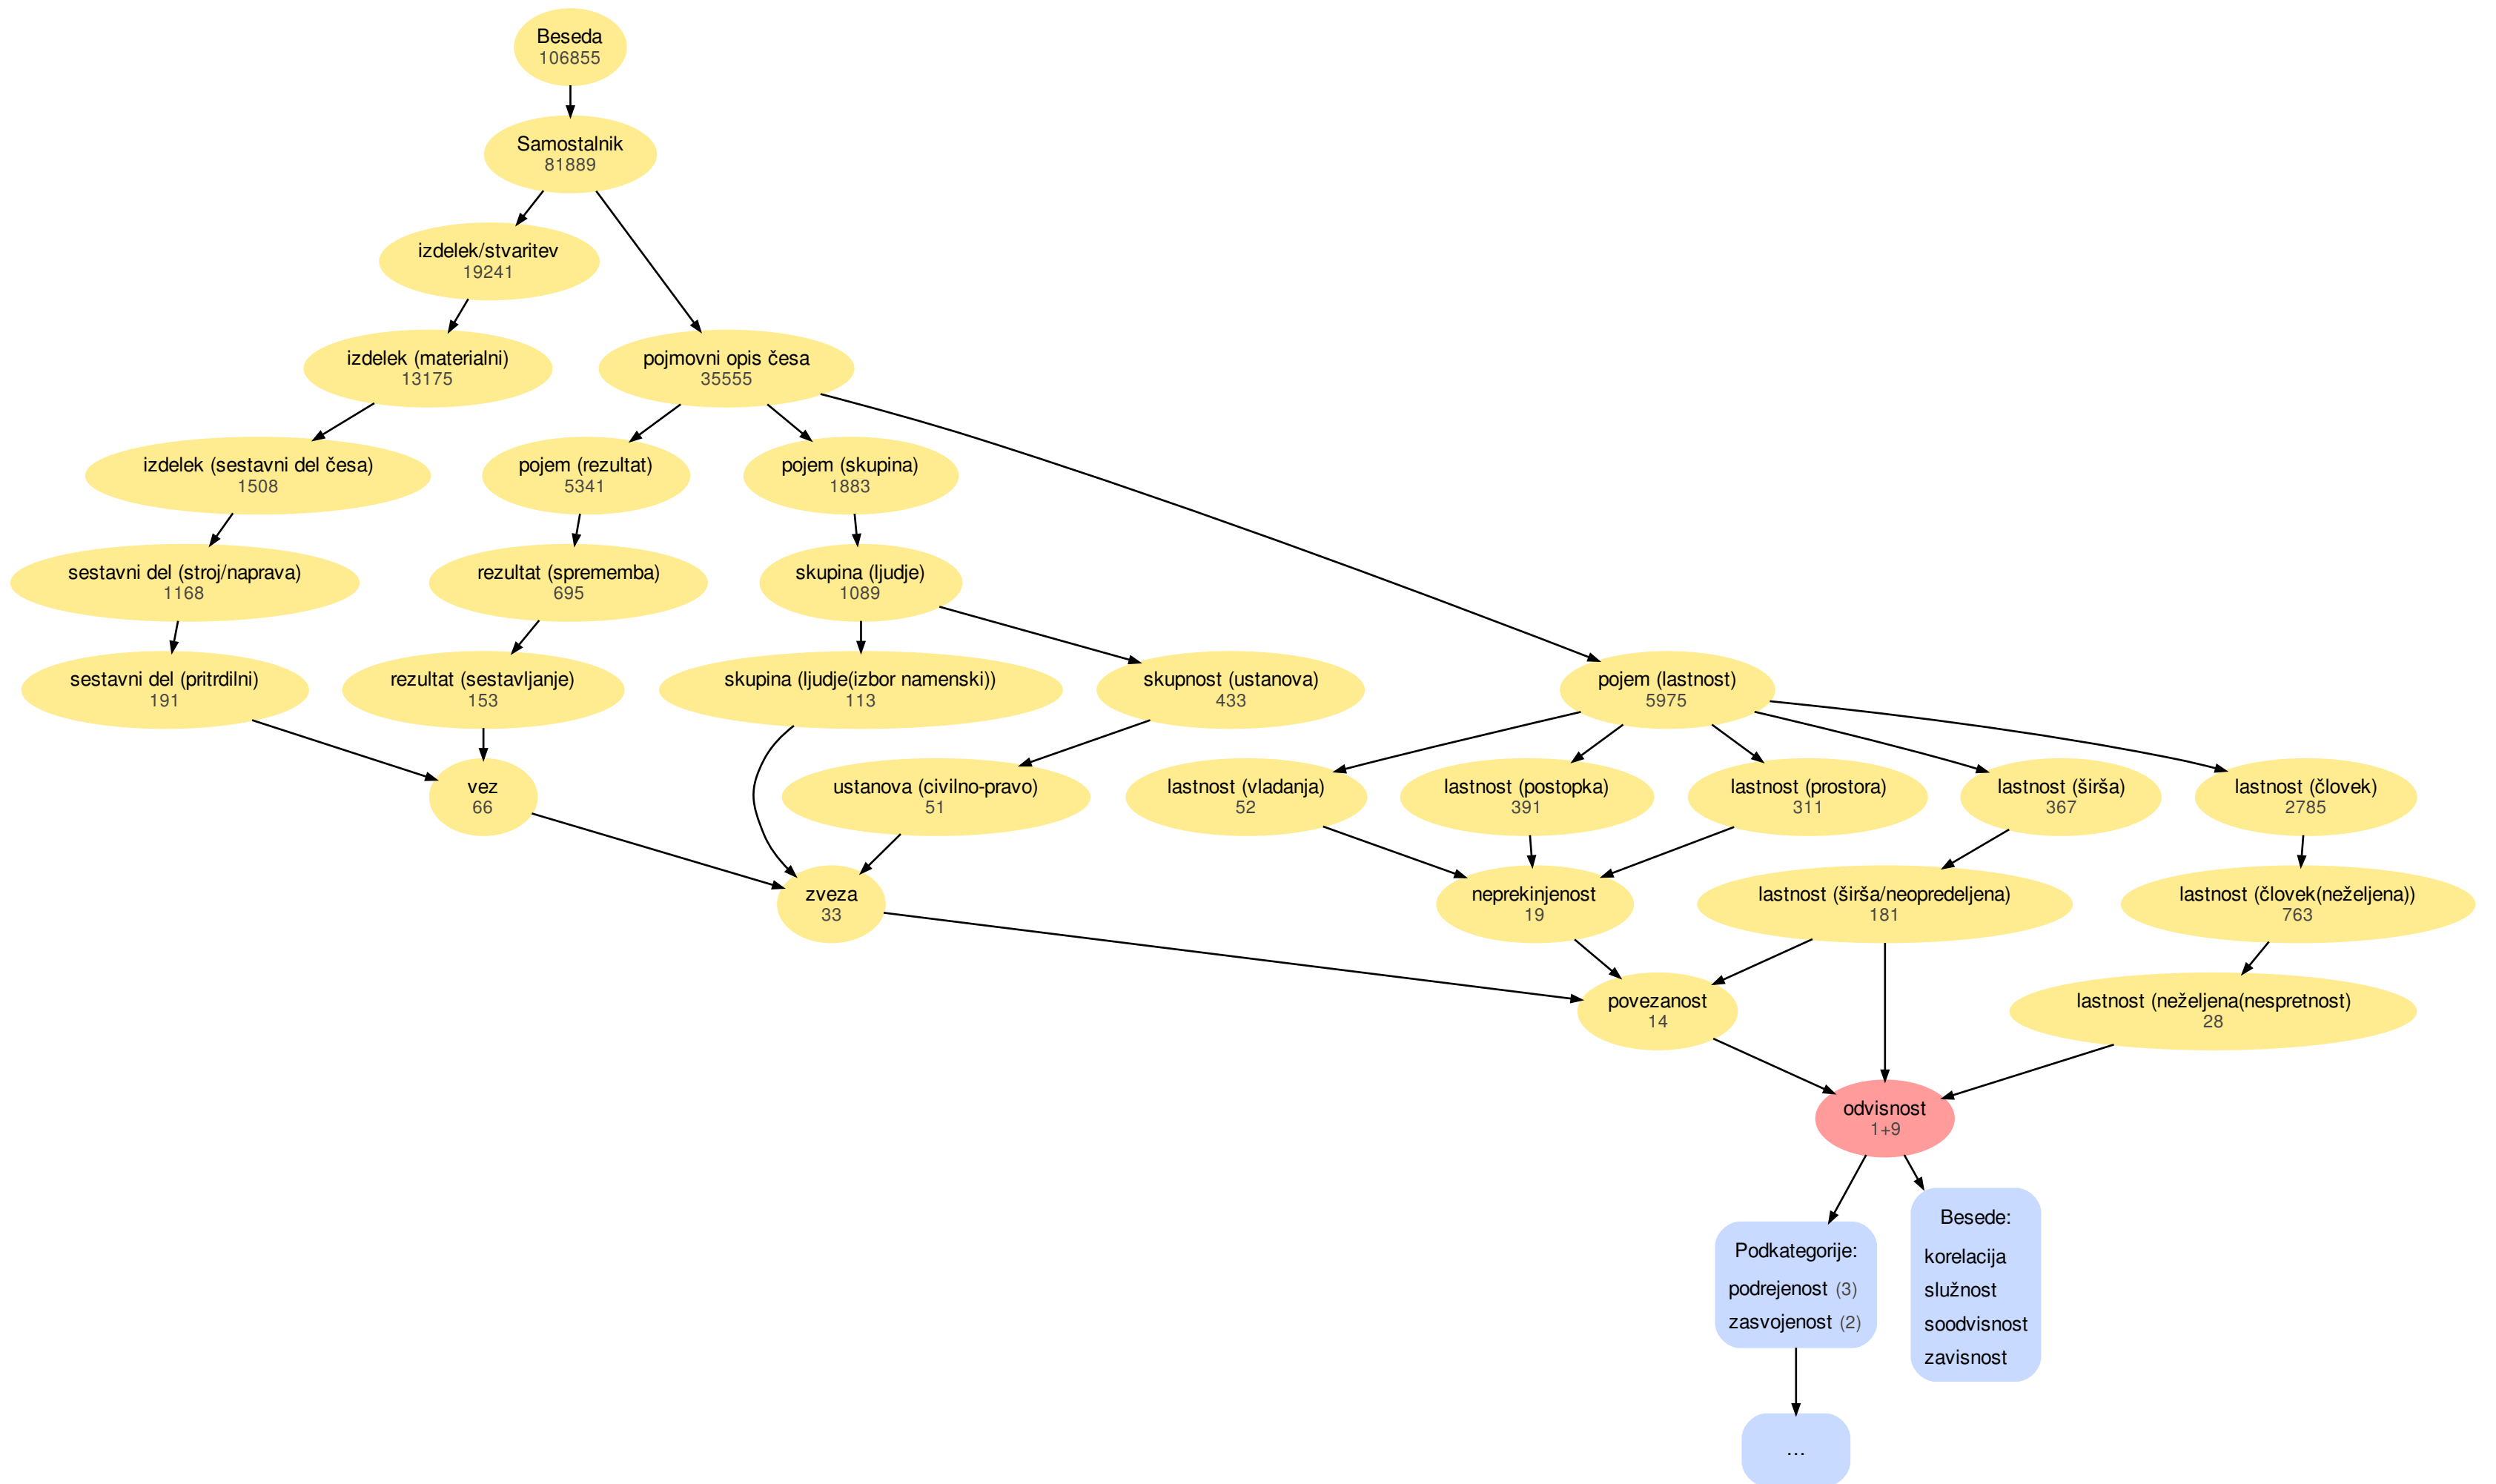 Beseda
106855
Samostalnik
81889
izdelek/stvaritev
19241
izdelek (materialni)
13175
pojmovni opis česa
35555
izdelek (sestavni del česa)
1508
pojem (rezultat)
5341
pojem (skupina)
1883
sestavni del (stroj/naprava)
1168
rezultat (sprememba)
695
skupina (ljudje)
1089
sestavni del (pritrdilni)
191
rezultat (sestavljanje)
153
skupina (ljudje(izbor namenski))
113
skupnost (ustanova)
433
pojem (lastnost)
5975
vez
66
ustanova (civilno-pravo)
51
lastnost (vladanja)
52
lastnost (postopka)
391
lastnost (prostora)
311
lastnost (širša)
367
lastnost (človek)
2785
zveza
33
neprekinjenost
19
lastnost (širša/neopredeljena)
181
lastnost (človek(neželjena))
763
povezanost
14
lastnost (neželjena(nespretnost)
28
odvisnost
1+9
Podkategorije:
podrejenost (3)
zasvojenost (2)
Besede:
korelacija
služnost
soodvisnost
zavisnost
...